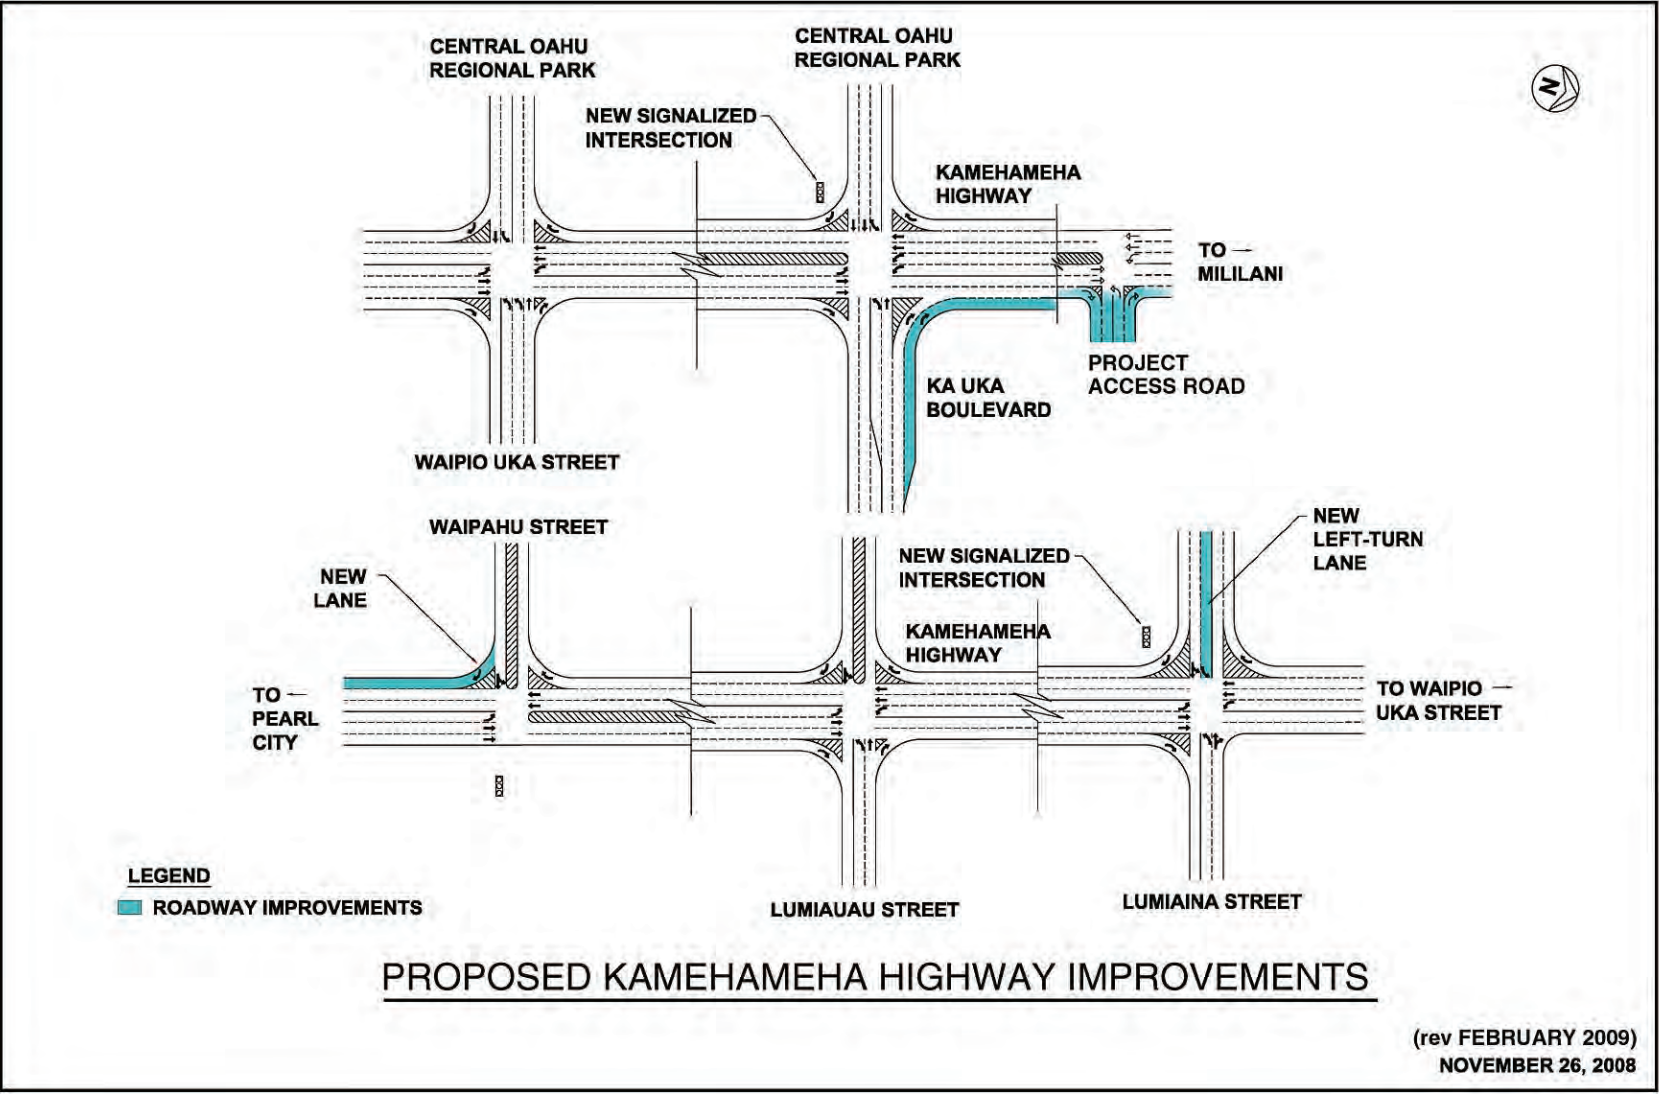 CENTRAL OAHU
REGIONAL PARK
CENTRAL OAHU
REGIONAL PARK
NEW SIGNALIZED
INTERSECTION
KAMEHAMEHA
HIGHWAY
N
TO
MILILANI
PROJECT
ACCESS ROAD
KA UKA
BOULEVARD
WAIPIO UKA STREET
WAIPAHU STREET
NEW
LANE
NEW SIGNALIZED
INTERSECTION
NEW
LEFT-TURN
LANE
KAMEHAMEHA
HIGHWAY
TO
PEARL
CITY
TO WAIPIO
UKA STREET
LUMIAUAU STREET
LUMIAINA STREET
LEGEND
ROADWAY IMPROVEMENTS
PROPOSED KAMEHAMEHA HIGHWAY IMPROVEMENTS
(rev FEBRUARY 2009)
NOVEMBER 26, 2008